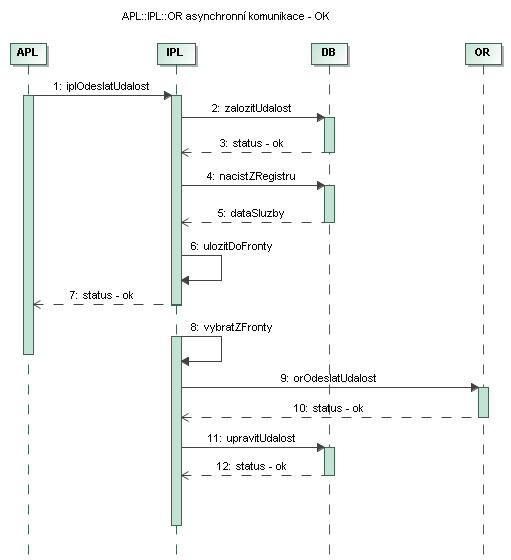 APL::IPL::OR asynchronní komunikace - OK
APL
IPL
DB
OR
1: iplOdeslatUdalost
2: zalozitUdalost
3: status - ok
4: nacistZRegistru
5: dataSluzby
6: ulozitDoFronty
7: status - ok
8: vybratZFronty
9: orOdeslatUdalost
10: status - ok
11: upravitUdalost
12: status - ok